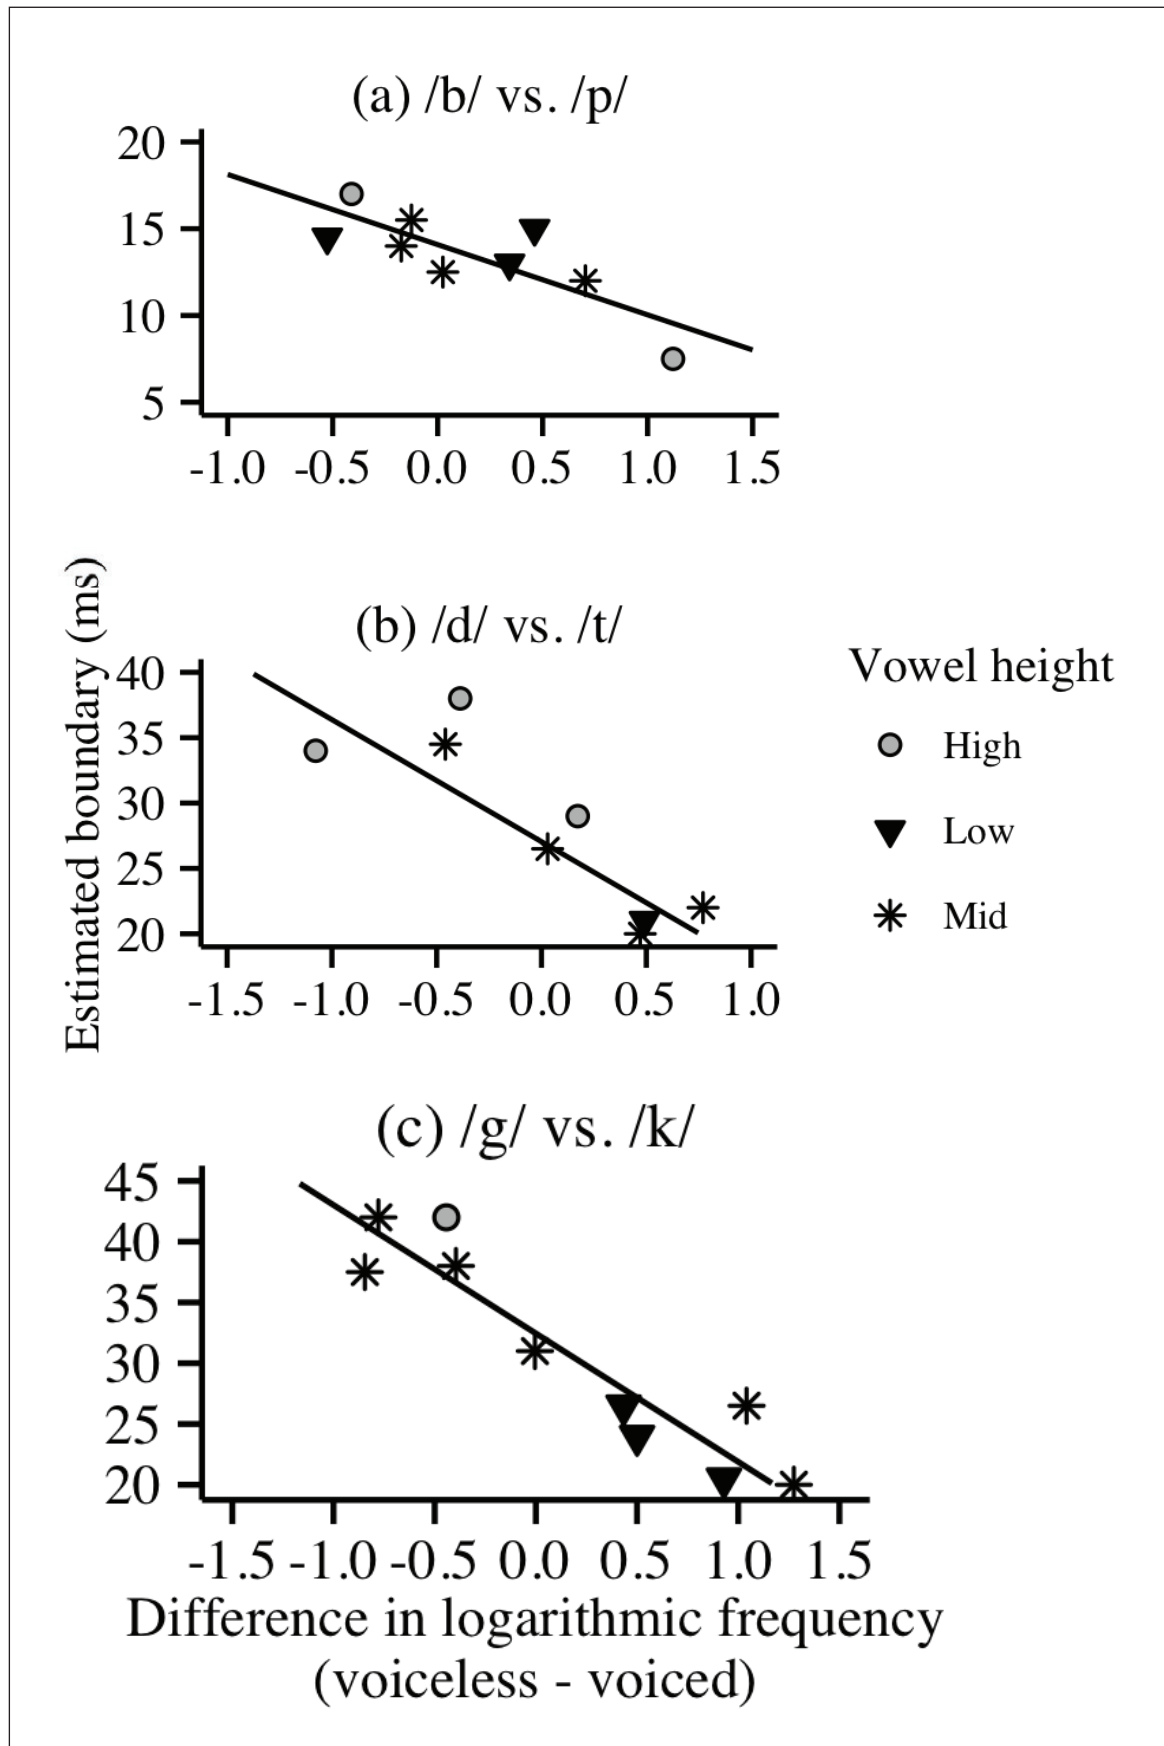 (a) /b/ vs. /p/
20
15
10
5
-1.0 -0.5 0.0 0.5 1.0 1.5
Estimated boundary (ms)
(b) /d/ vs. /t/
40
35
30
25
20
-1.5 -1.0 -0.5 0.0 0.5 1.0
Vowel height
High
Low
Mid
(c) /g/ vs. /k/
45
40
35
30
25
20
-1.5 -1.0 -0.5 0.0 0.5 1.0 1.5
Difference in logarithmic frequency
(voiceless - voiced)